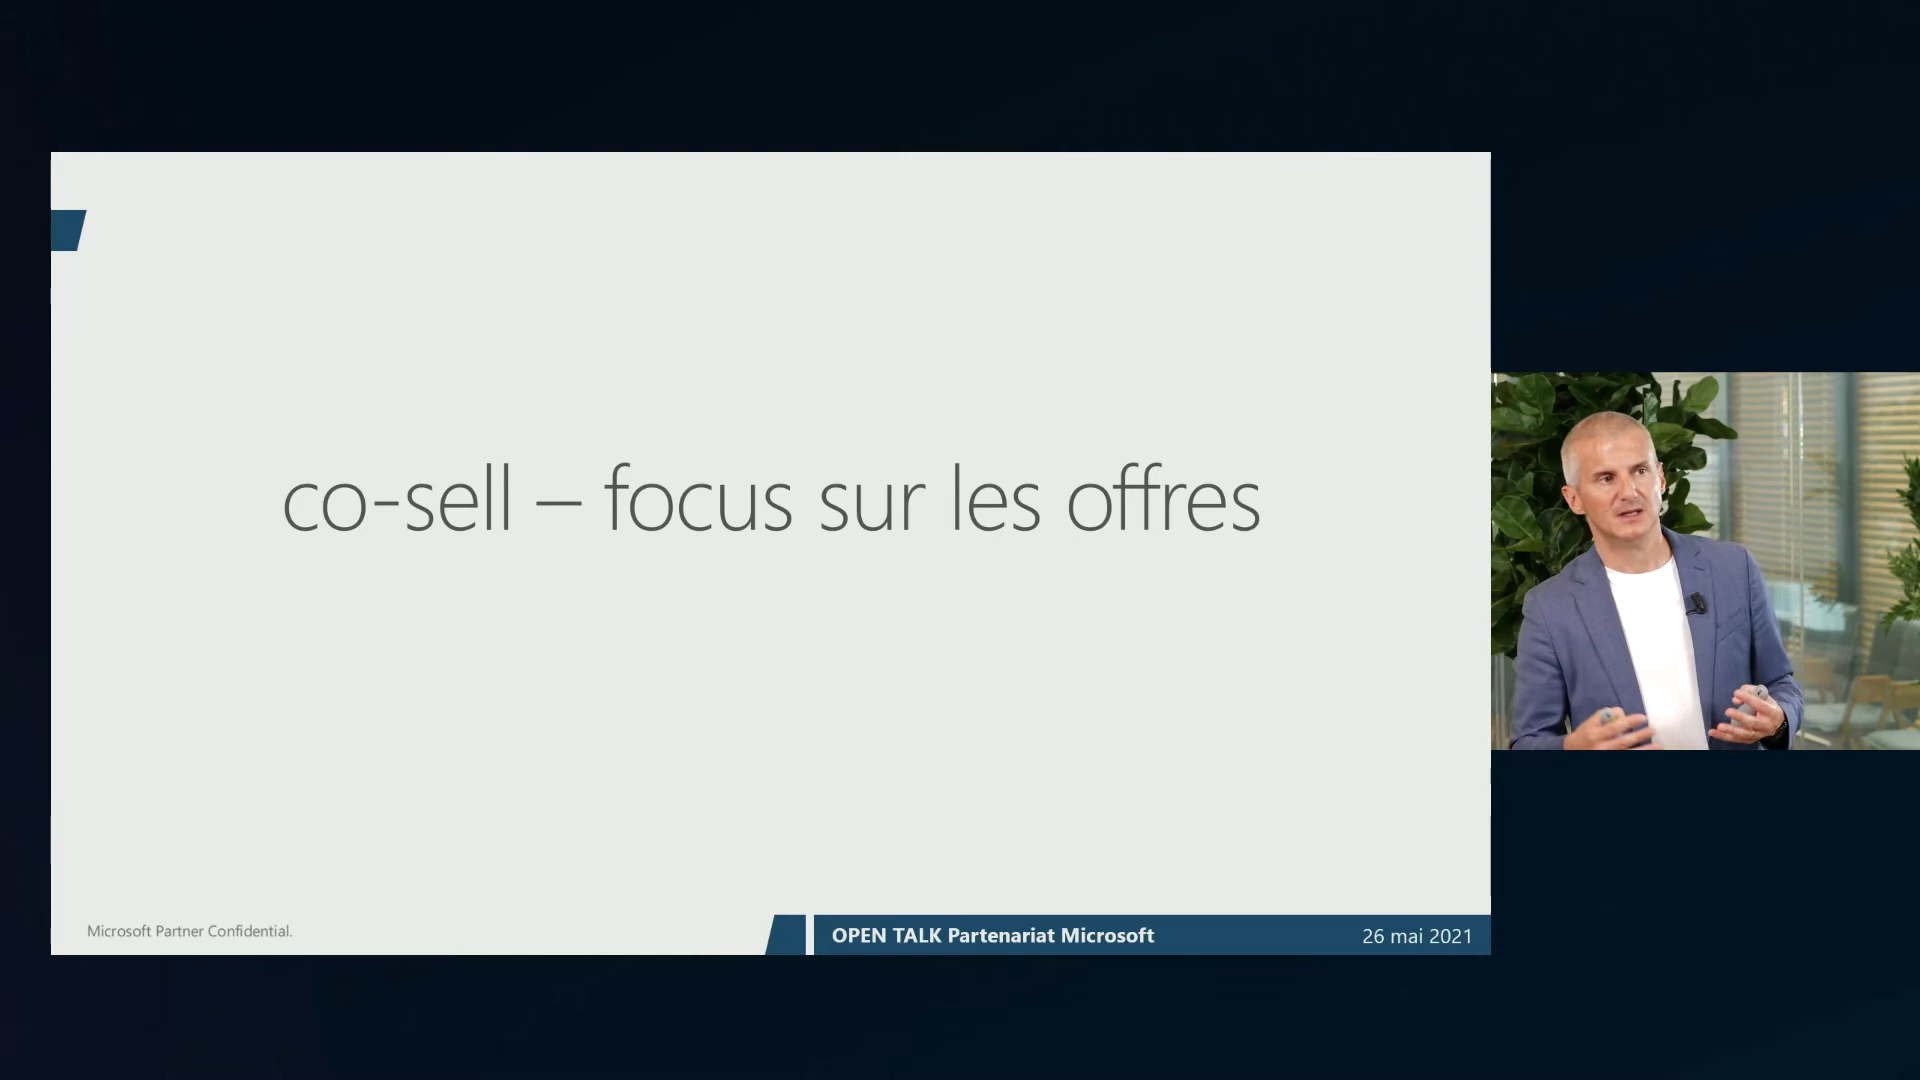 co-sell – focus sur les offres
Microsoft Partner Confidential.
OPEN TALK Partenariat Microsoft
26 mai 2021